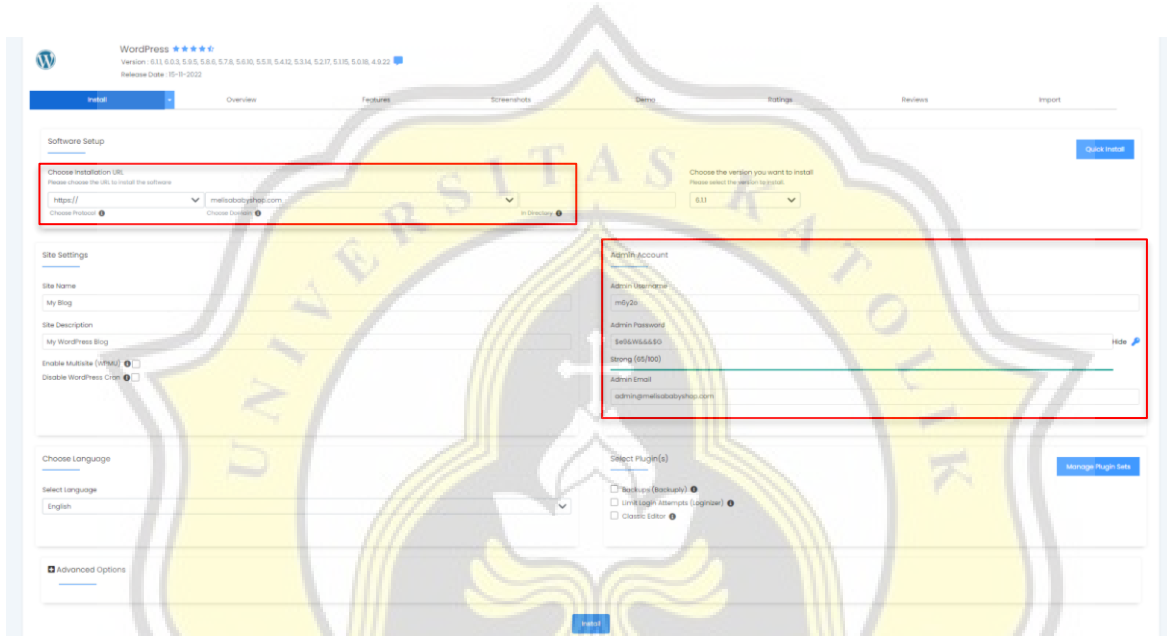 WordPress
Version : 6.1.1, 6.0.3, 5.9.5, 5.8.6, 5.7.8, 5.6.10, 5.5.11, 5.4.12, 5.3.14, 5.2.17, 5.1.15, 5.0.18, 4.9.22
Release Date : 15-11-2022
Install Overview Features Screenshots Demo Ratings Reviews Import
Software Setup
Quick Install
Choose Installation URL
Please choose the URL to install the software
https:// melisababyshop.com
Choose Protocol Choose Domain In Directory
Choose the version you want to install
Please select the version to install.
6.1.1
Site Settings
Site Name
My Blog
Site Description
My WordPress Blog
Enable Multisite (WPMU)
Disable WordPress Cron
Admin Account
Admin Username
m6y2o
Admin Password
Hide
Strong (65/100)
Admin Email
admin@melisababyshop.com
Choose Language
Select Language
English
Select Plugin(s)
Manage Plugin Sets
Backups (Backuply)
Limit Login Attempts (Loginizer)
Classic Editor
Advanced Options
Install
UNIVERSITAS KATOLIK